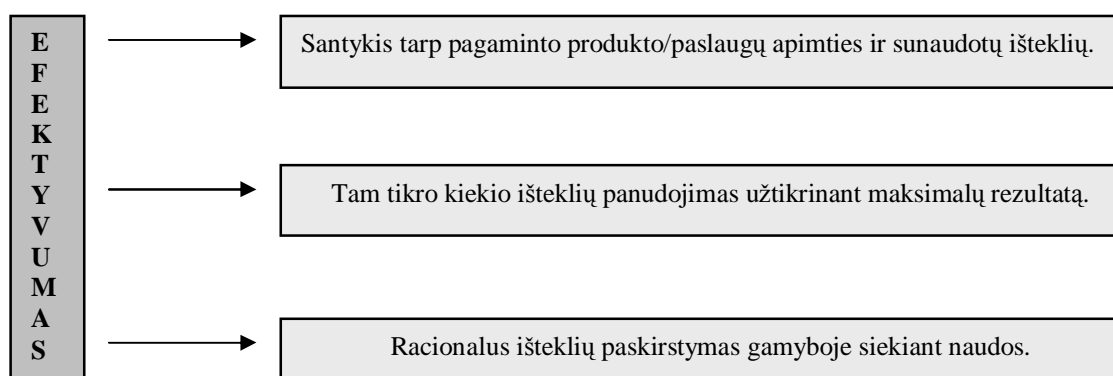 EFEKTYVUMAS
Santykis tarp pagaminto produkto/paslaugų apimties ir sunaudotų išteklių.
Tam tikro kiekio išteklių panudojimas užtikrinant maksimalų rezultatą.
Racionalus išteklių paskirstymas gamyboje siekiant naudos.